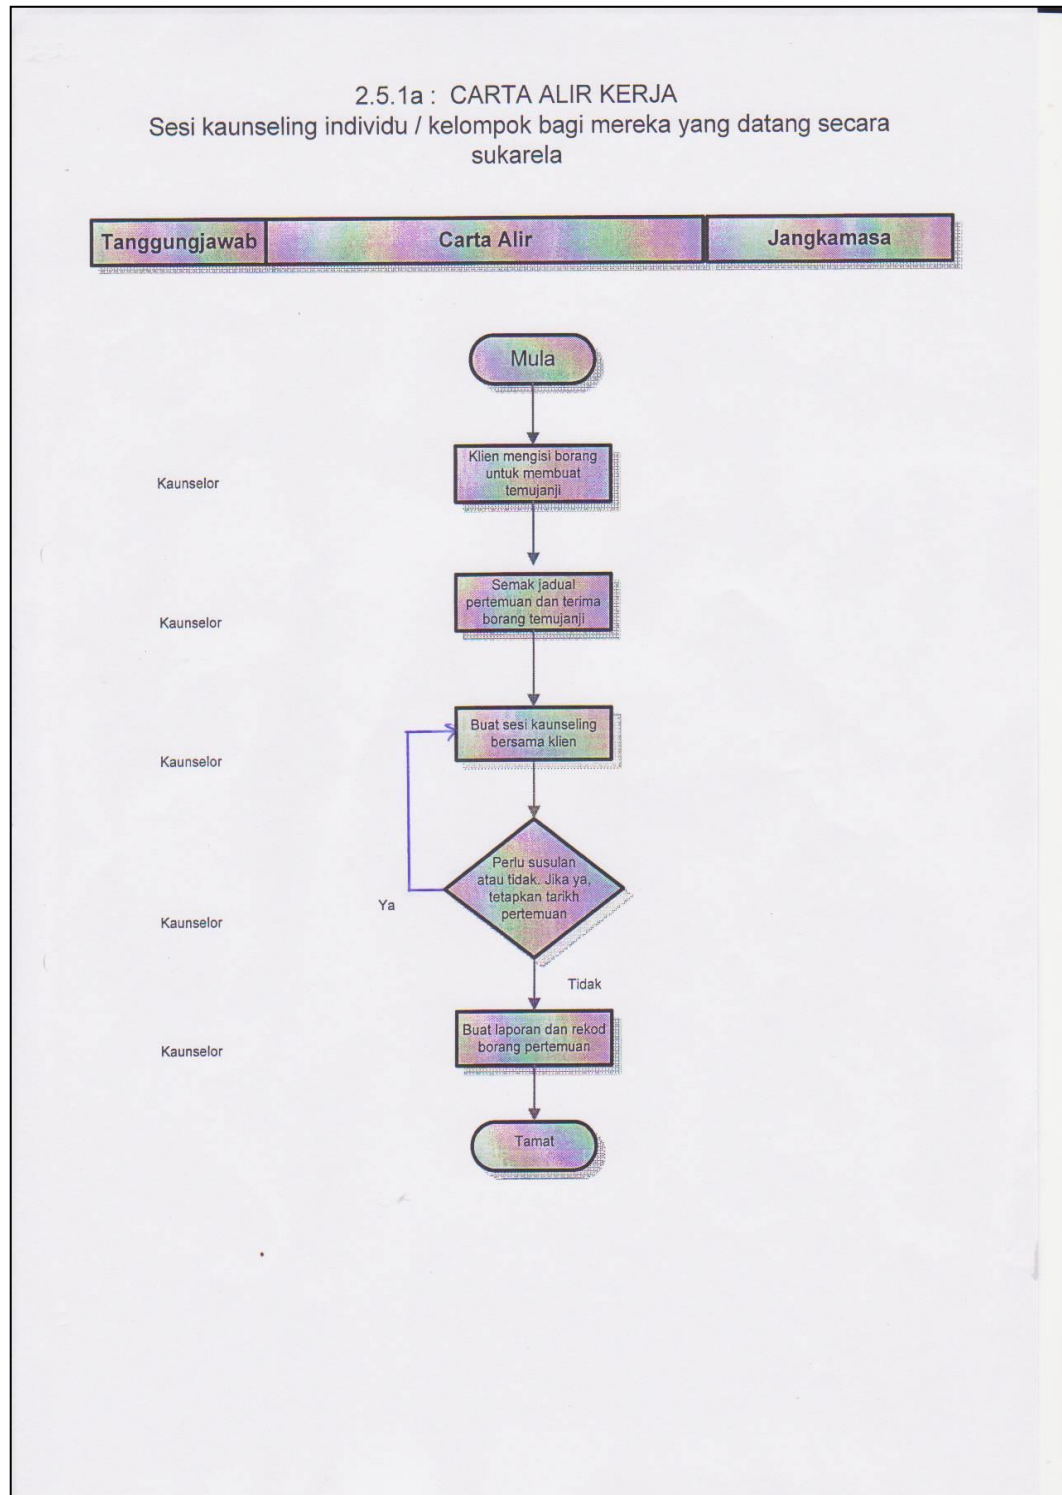 2.5.1a : CARTA ALIR KERJA
Sesi kaunseling individu / kelompok bagi mereka yang datang secara
sukarela
Tanggungjawab
Carta Alir
Jangkamasa
Mula
Kaunselor
Klien mengisi borang
untuk membuat
temujanji
Kaunselor
Semak jadual
pertemuan dan terima
borang temujanji
Kaunselor
Buat sesi kaunseling
bersama klien
Kaunselor
Perlu susulan
atau tidak. Jika ya,
tetapkan tarikh
pertemuan
Ya
Tidak
Kaunselor
Buat laporan dan rekod
borang pertemuan
Tamat